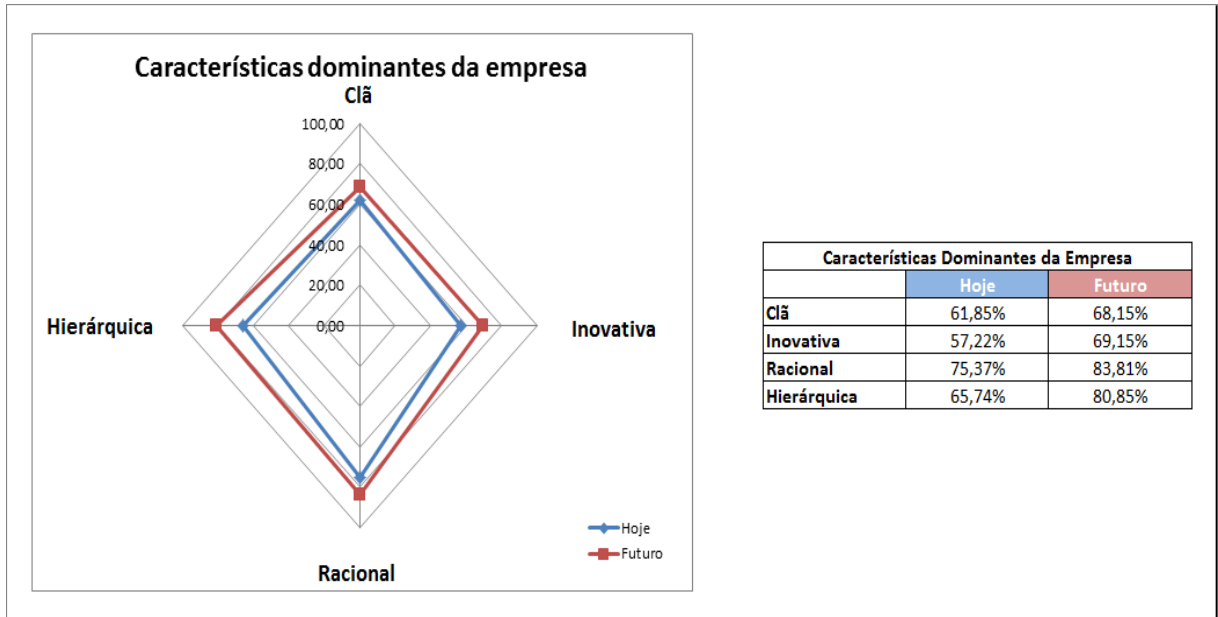 Características dominantes da empresa
Clã
100,00
80,00
60,00
40,00
20,00
0,00
Hierárquica
Inovativa
Racional
Hoje
Futuro
Características Dominantes da Empresa
Hoje Futuro
Clã 61,85% 68,15%
Inovativa 57,22% 69,15%
Racional 75,37% 83,81%
Hierárquica 65,74% 80,85%